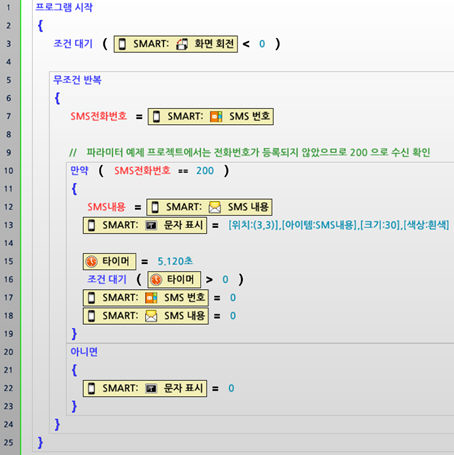 1 프로그램 시작
2 {
3 조건 대기 ( SMART: 화면 회전 < 0 )
4
5 무조건 반복
6 {
7 SMS전화번호 = SMART: SMS 번호
8
9 // 파라미터 예제 프로젝트에서는 전화번호가 등록되지 않았으므로 200 으로 수신 확인
10 만약 ( SMS전화번호 == 200 )
11 {
12 SMS내용 = SMART: SMS 내용
13 SMART: 문자 표시 = [위치:(3,3)],[아이템:SMS내용],[크기:30],[색상:흰색]
14
15 타이머 = 5.120초
16 조건 대기 ( 타이머 > 0 )
17 SMART: SMS 번호 = 0
18 SMART: SMS 내용 = 0
19 }
20 아니면
21 {
22 SMART: 문자 표시 = 0
23 }
24 }
25 }